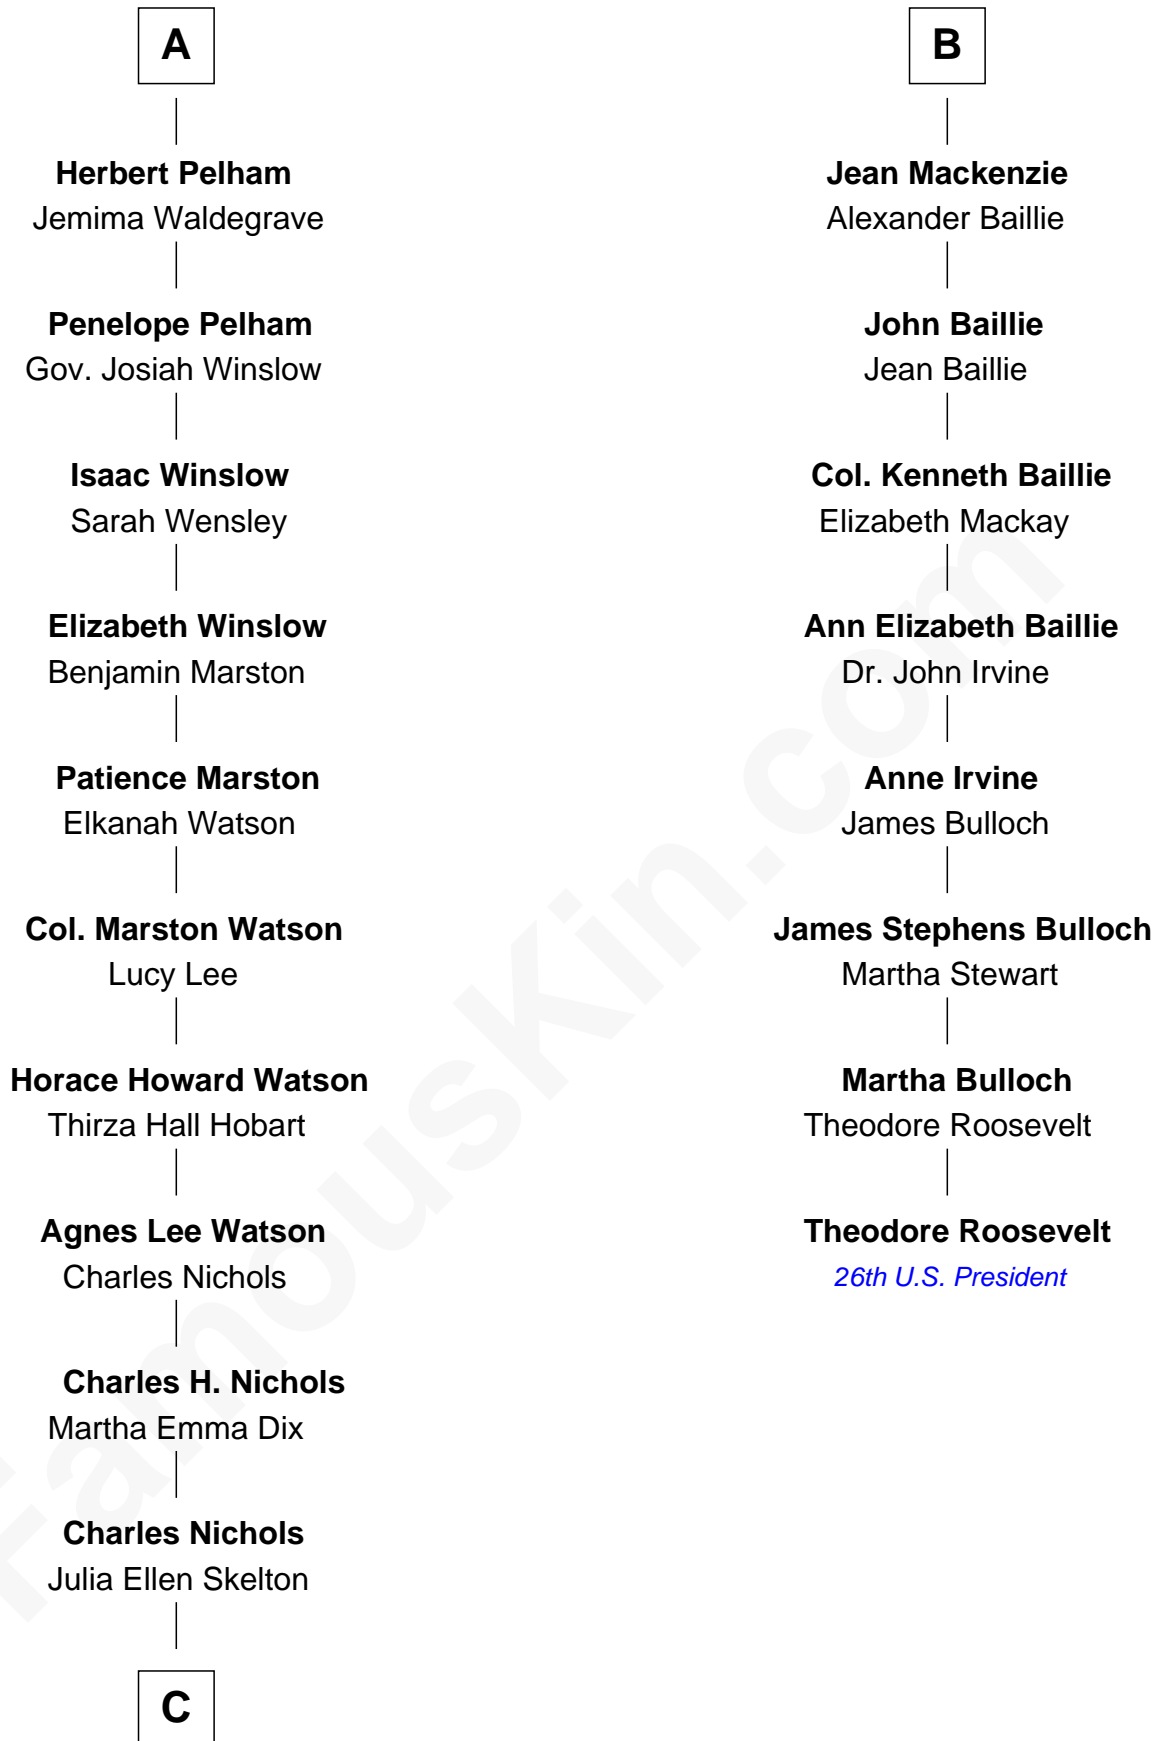 A
Herbert Pelham
Jemima Waldegrave
Penelope Pelham
Gov. Josiah Winslow
Isaac Winslow
Sarah Wensley
Elizabeth Winslow
Benjamin Marston
Patience Marston
Elkanah Watson
Col. Marston Watson
Lucy Lee
Horace Howard Watson
Thirza Hall Hobart
Agnes Lee Watson
Charles Nichols
Charles H. Nichols
Martha Emma Dix
Charles Nichols
Julia Ellen Skelton
C
B
Jean Mackenzie
Alexander Baillie
John Baillie
Jean Baillie
Col. Kenneth Baillie
Elizabeth Mackay
Ann Elizabeth Baillie
Dr. John Irvine
Anne Irvine
James Bulloch
James Stephens Bulloch
Martha Stewart
Martha Bulloch
Theodore Roosevelt
Theodore Roosevelt
26th U.S. President
FamousKin.com